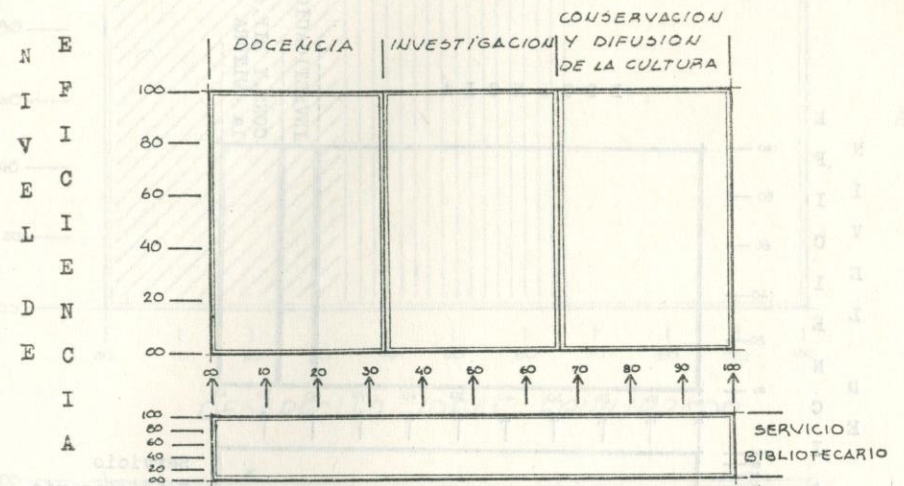 NIVEL DE
EFICIENCIA
DOCENCIA
INVESTIGACION
CONSERVACION
Y DIFUSION
DE LA CULTURA
100
80
60
40
20
00
00 10 20 30 40 50 60 70 80 90 100
100
80
60
40
20
00
SERVICIO
BIBLIOTECARIO